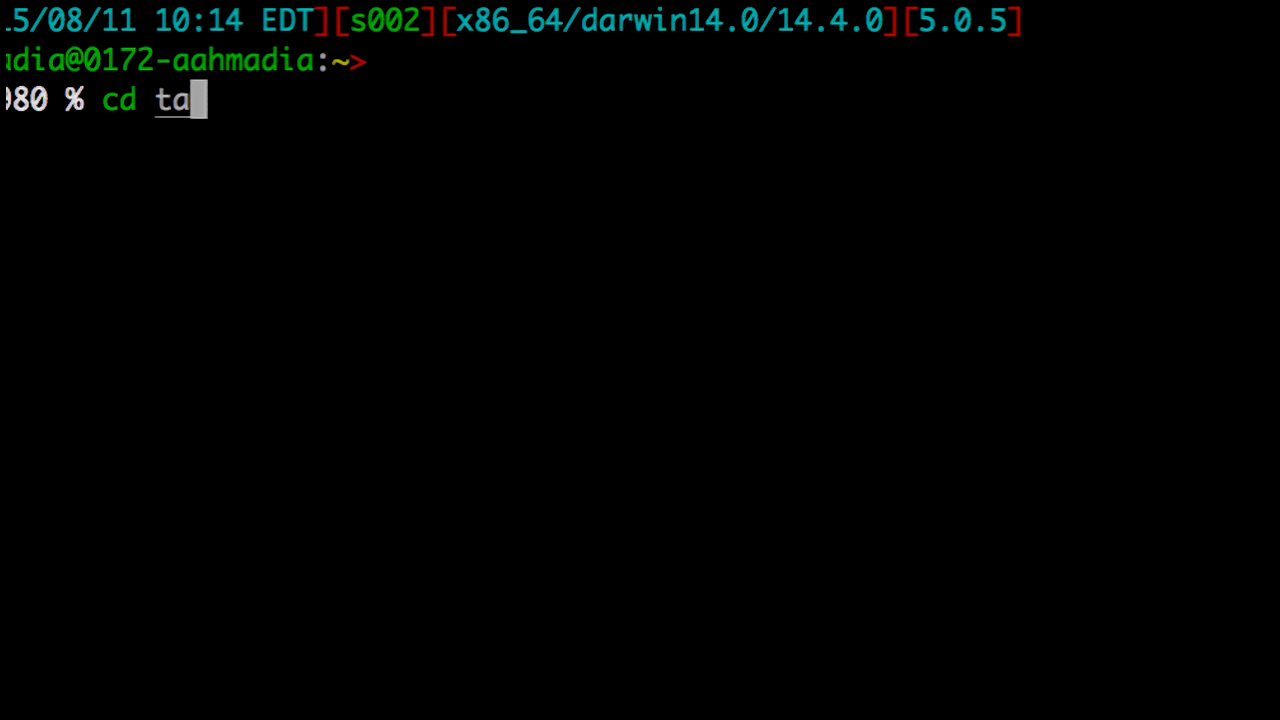 15/08/11 10:14 EDT][s002][x86_64/darwin14.0/14.4.0][5.0.5]
adia@0172-aahmadia:~>
980 % cd ta